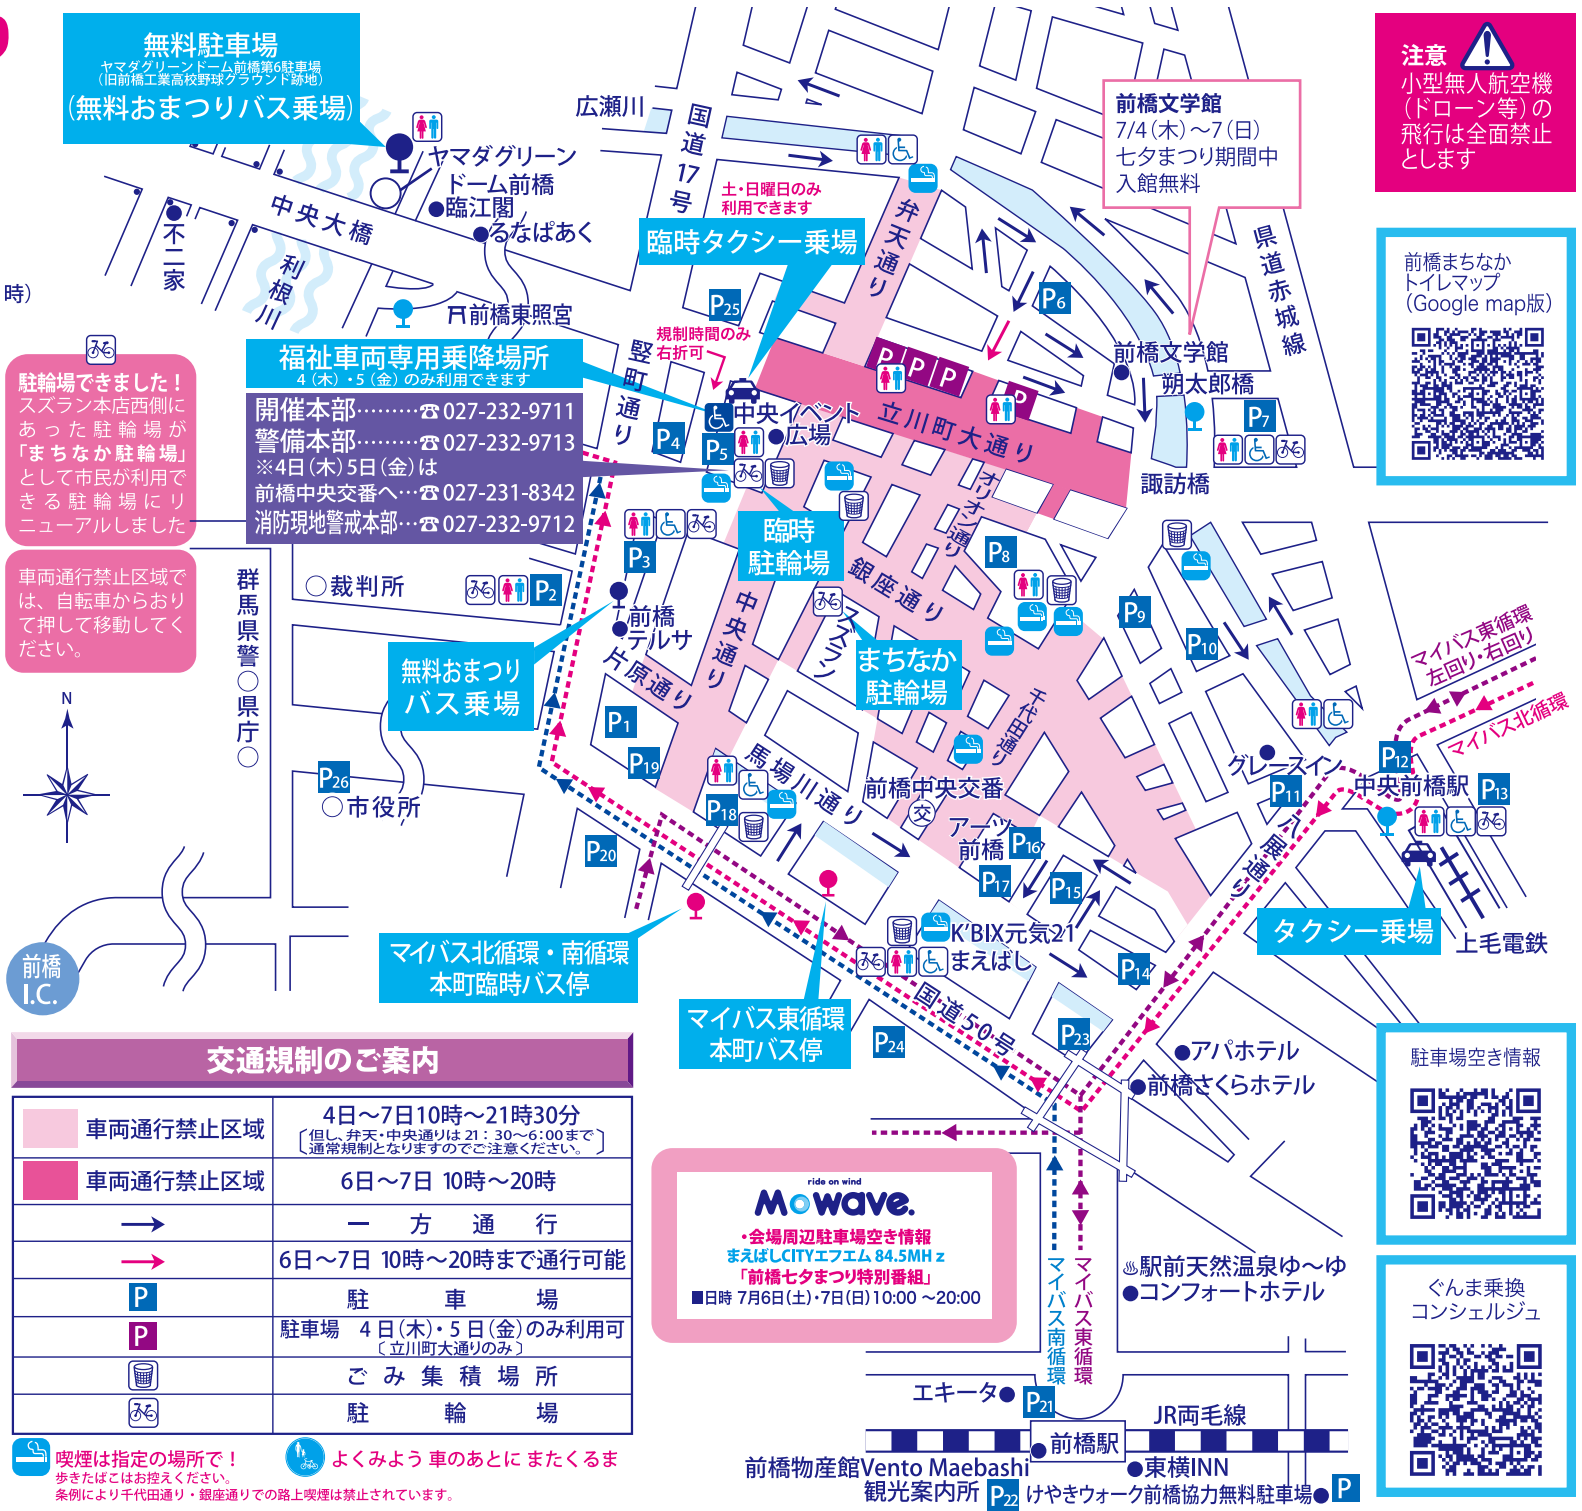 無料駐車場
ヤマダグリーンドーム前橋第6駐車場
(旧前橋工業高校野球グラウンド跡地)
(無料おまつりバス乗場)
注意
小型無人航空機
(ドローン等)の
飛行は全面禁止
とします
前橋文学館
7/4(木)〜7(日)
七夕まつり期間中
入館無料
広瀬川
国道17号
弁天通り
県道赤城線
ヤマダグリーン
ドーム前橋
臨江閣
るなぱあく
中央大橋
不二家
利根川
前橋東照宮
時)
土・日曜日のみ
利用できます
臨時タクシー乗場
P25
P6
規制時間のみ
右折可
竪町通り
前橋まちなか
トイレマップ
(Google map版)
福祉車両専用乗降場所
4(木)・5(金)のみ利用できます
開催本部………☎027-232-9711
警備本部………☎027-232-9713
※4日(木)5日(金)は
前橋中央交番へ…☎027-231-8342
消防現地警戒本部…☎027-232-9712
駐輪場できました!
スズラン本店西側に
あった駐輪場が
「まちなか駐輪場」
として市民が利用で
きる駐輪場にリ
ニューアルしました
車両通行禁止区域で
は、自転車からおり
て押して移動してく
ださい。
P P P P
立川町大通り
前橋文学館
朔太郎橋
P7
諏訪橋
P4
P5
中央イベント
広場
オリオン通り
臨時
駐輪場
P3
P8
銀座通り
P9
P10
群馬県警
県庁
裁判所
P2
前橋
テルサ
中央通り
スズラン
まちなか
駐輪場
片原通り
無料おまつり
バス乗場
千代田通り
マイバス東循環
左回り・右回り
マイバス北循環
N
P1
P19
P26
市役所
馬場川通り
P18
P20
前橋中央交番
交
アーツ
前橋
P16
P17
P15
グレースイン
P11
P12
中央前橋駅
P13
八展通り
タクシー乗場
上毛電鉄
前橋
I.C.
マイバス北循環・南循環
本町臨時バス停
K'BIX元気21
まえばし
P14
マイバス東循環
本町バス停
国道50号
P24
P23
アパホテル
前橋さくらホテル
駐車場空き情報
交通規制のご案内
車両通行禁止区域
4日〜7日10時〜21時30分
〔但し、弁天・中央通りは21:30〜6:00まで
通常規制となりますのでご注意ください。〕
車両通行禁止区域
6日〜7日 10時〜20時
一方通行
6日〜7日 10時〜20時まで通行可能
P
駐車場
P
駐車場 4日(木)・5日(金)のみ利用可
〔立川町大通りのみ〕
ごみ集積場所
駐輪場
喫煙は指定の場所で!
歩きたばこはお控えください。
条例により千代田通り・銀座通りでの路上喫煙は禁止されています。
よくみよう 車のあとに またくるま
ride on wind
Mowave.
・会場周辺駐車場空き情報
まえばしCITYエフエム 84.5MHz
「前橋七夕まつり特別番組」
■日時 7月6日(土)・7日(日)10:00 〜20:00
マイバス南循環
マイバス東循環
駅前天然温泉ゆ〜ゆ
コンフォートホテル
ぐんま乗換
コンシェルジュ
エキータ
P21
JR両毛線
前橋駅
前橋物産館Vento Maebashi
観光案内所
東横INN
P22
けやきウォーク前橋協力無料駐車場
P